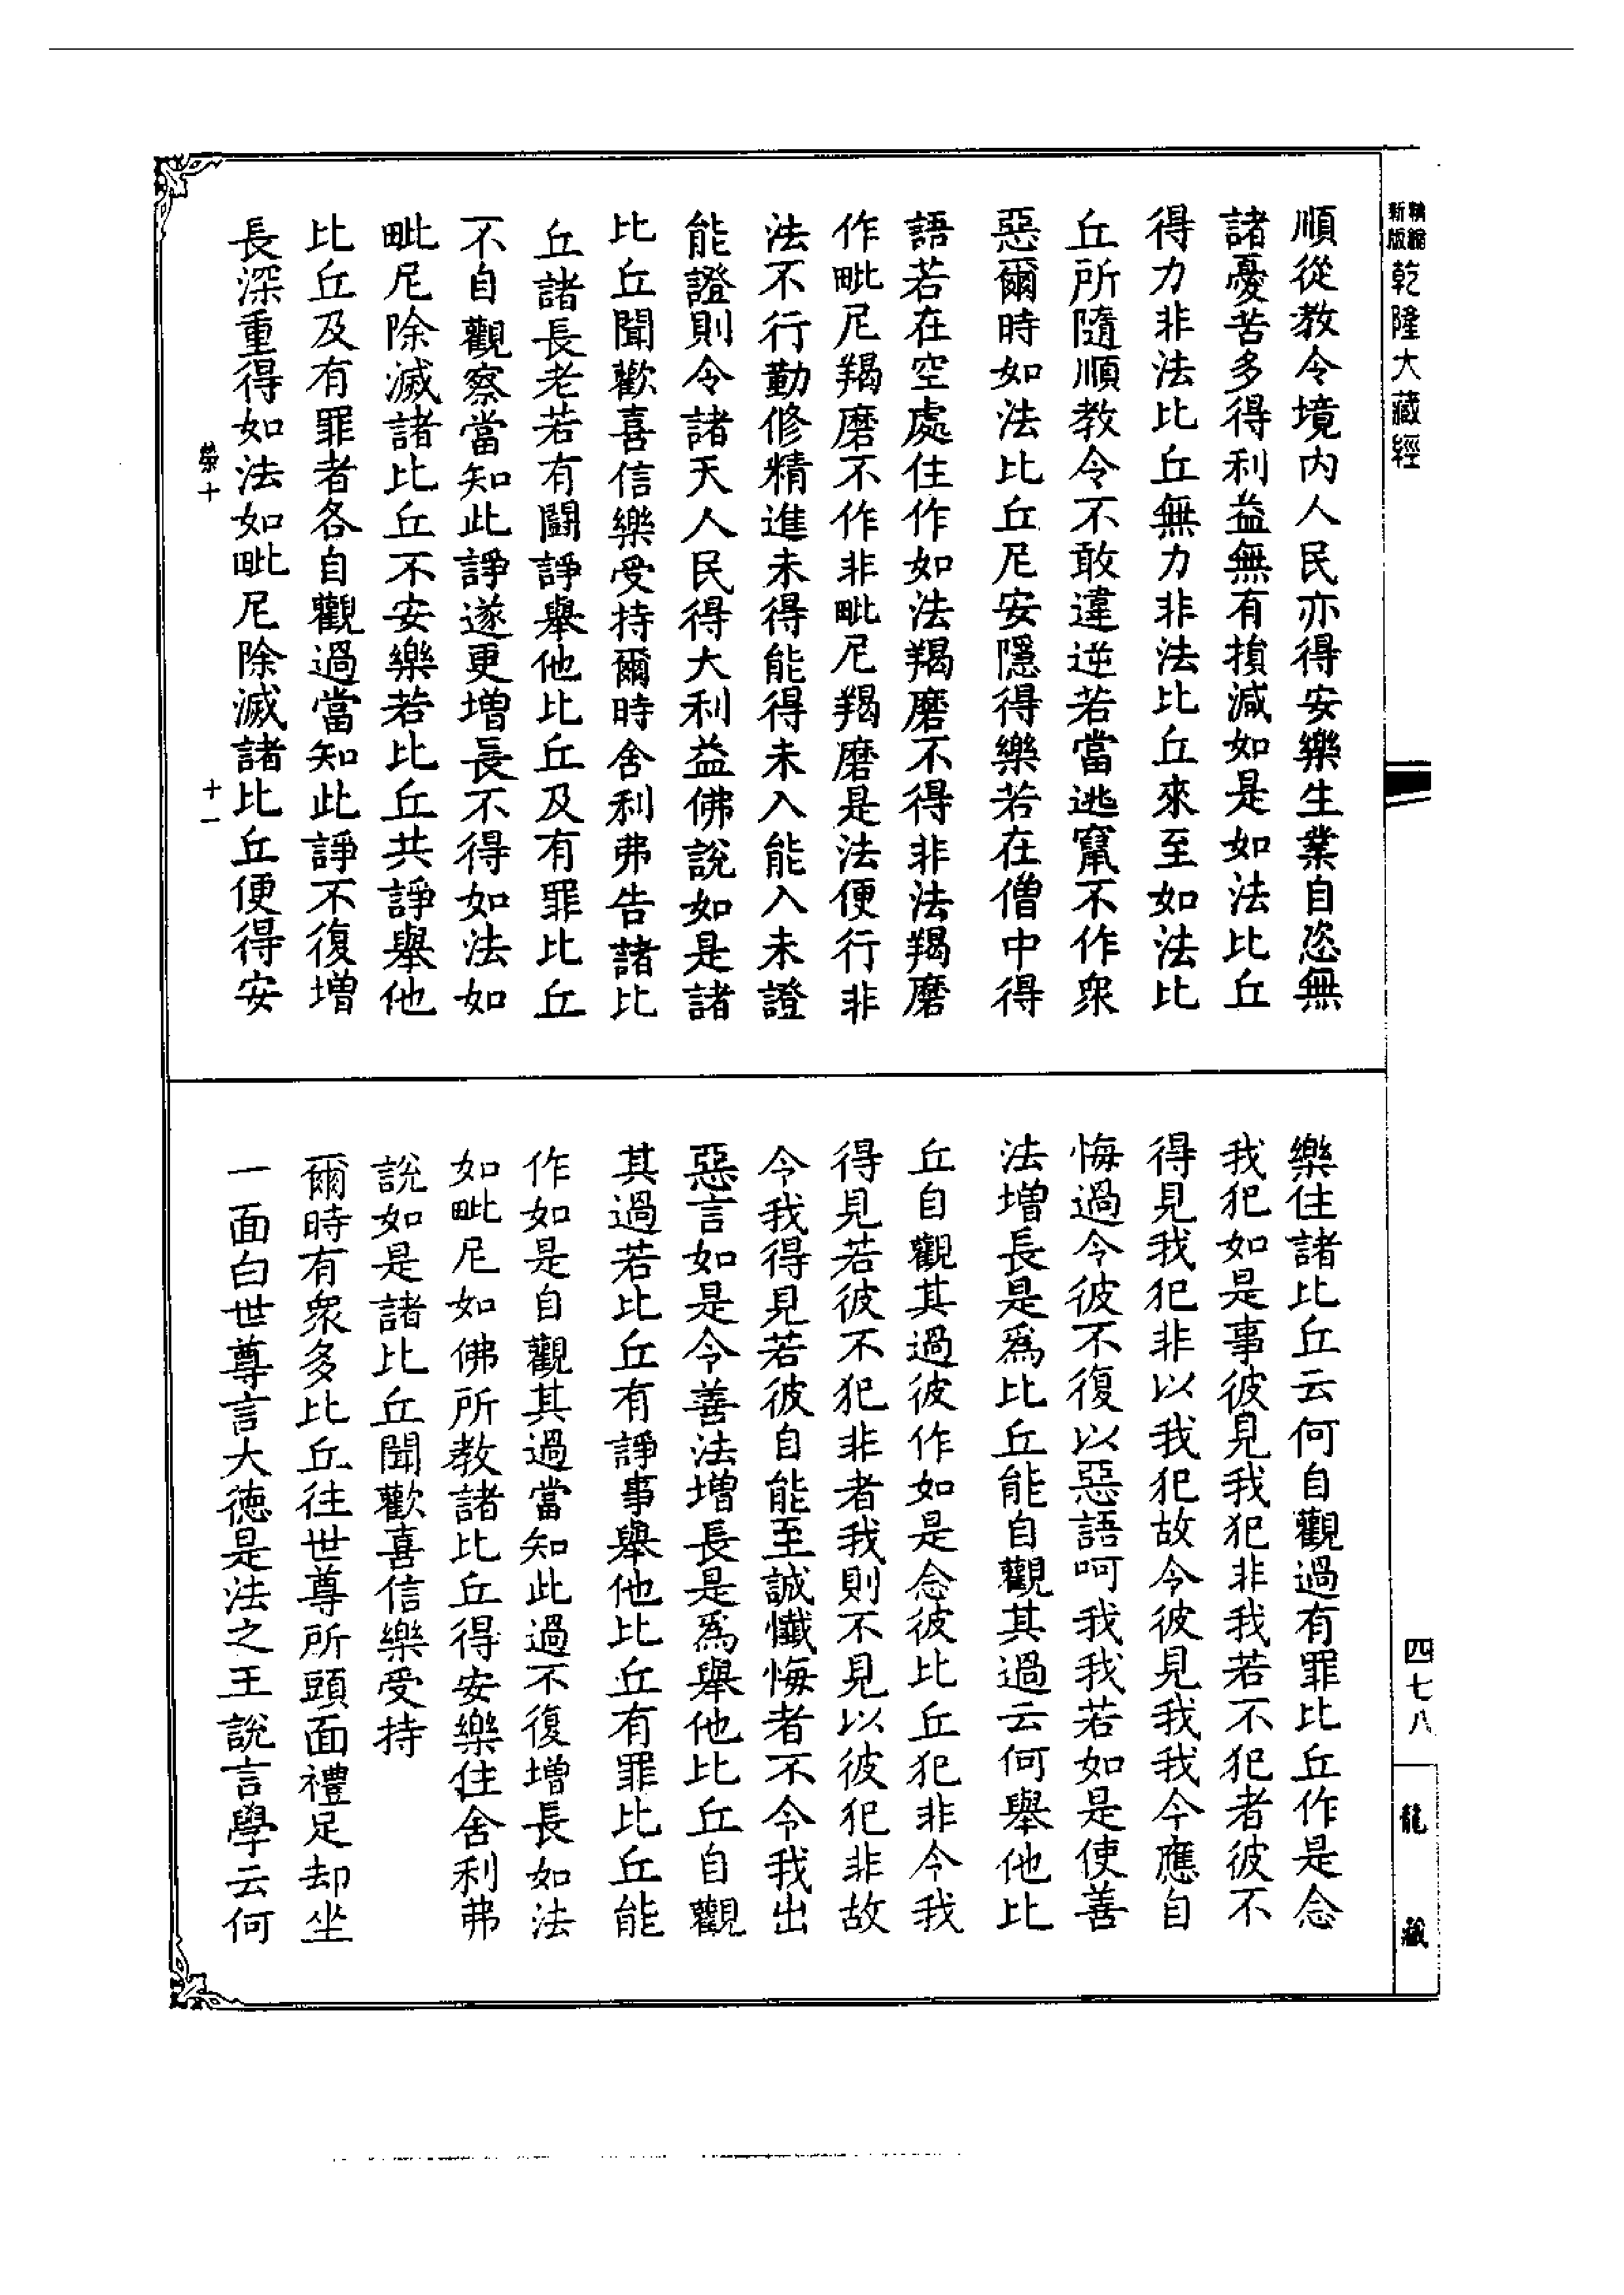 精縮新版乾隆大藏經
順從教令境内人民亦得安樂生業自恣無
諸憂苦多得利益無有損減如是如法比丘
得力非法比丘無力非法比丘來至如法比
丘所隨順教令不敢違逆若當逃竄不作衆
惡爾時如法比丘尼安隱得樂若在僧中得
語若在空處住作如法羯磨不得非法羯磨
作毗尼羯磨不作非毗尼羯磨是法便行非
法不行勤修精進未得能得未入能入未證
能證則令諸天人民得大利益佛說如是諸
比丘聞歡喜信樂受持爾時舍利弗告諸比
丘諸長老若有鬪諍舉他比丘及有罪比丘
不自觀察當知此諍遂更增長不得如法如
毗尼除滅諸比丘不安樂若比丘共諍舉他
比丘及有罪者各自觀過當知此諍不復增
長深重得如法如毗尼除滅諸比丘便得安
榮十
十一
樂住諸比丘云何自觀過有罪比丘作是念
我犯如是事彼見我犯非我若不犯者彼不
得見我犯非以我犯故今彼見我我今應自
悔過令彼不復以惡語呵我我若如是使善
法增長是爲比丘能自觀其過云何舉他比
丘自觀其過彼作如是念彼比丘犯非今我
得見若彼不犯非者我則不見以彼犯非故
令我得見若彼自能至誠懺悔者不令我出
惡言如是令善法增長是爲舉他比丘自觀
其過若比丘有諍事舉他比丘有罪比丘能
作如是自觀其過當知此過不復增長如法
如毗尼如佛所教諸比丘得安樂住舍利弗
說如是諸比丘聞歡喜信樂受持
爾時有衆多比丘往世尊所頭面禮足却坐
一面白世尊言大德是法之王說言學云何
四七八
龍藏